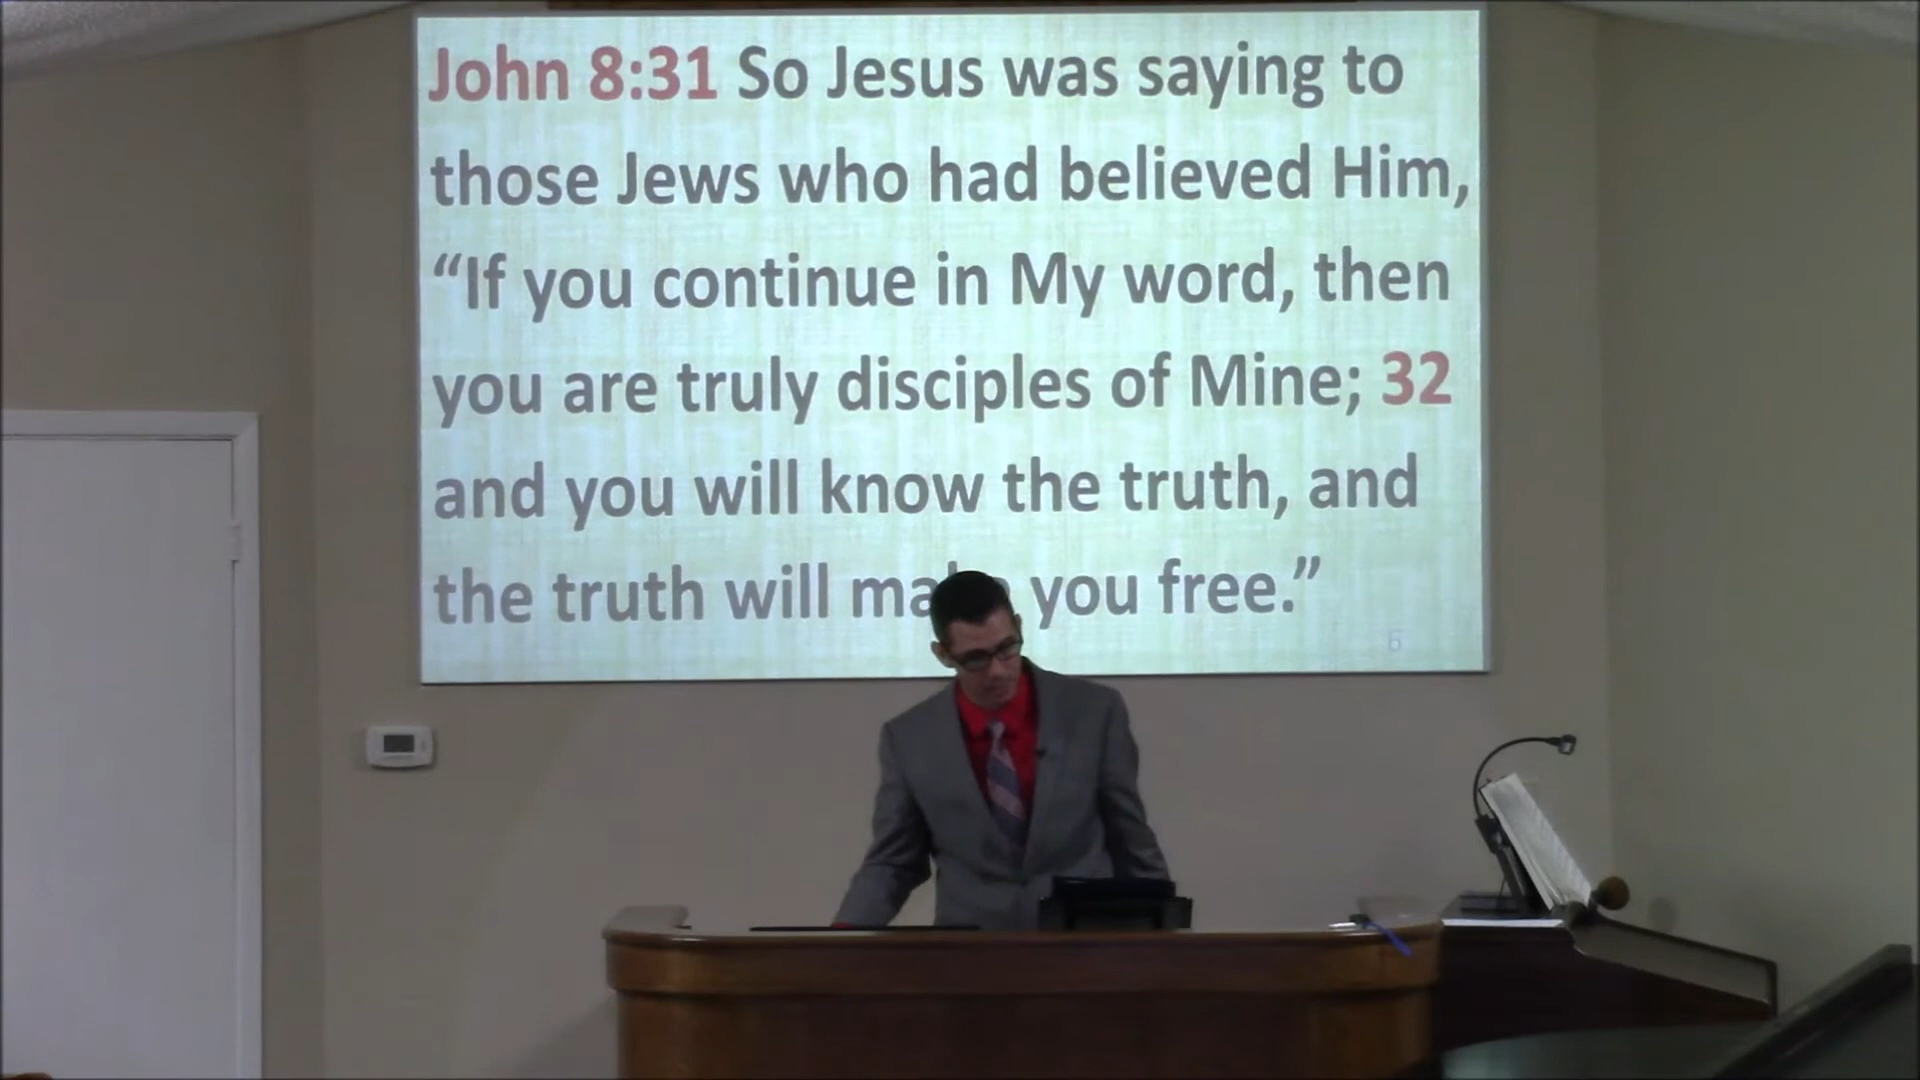 John 8:31 So Jesus was saying to
those Jews who had believed Him,
“If you continue in My word, then
you are truly disciples of Mine; 32
and you will know the truth, and
the truth will make you free.”
6